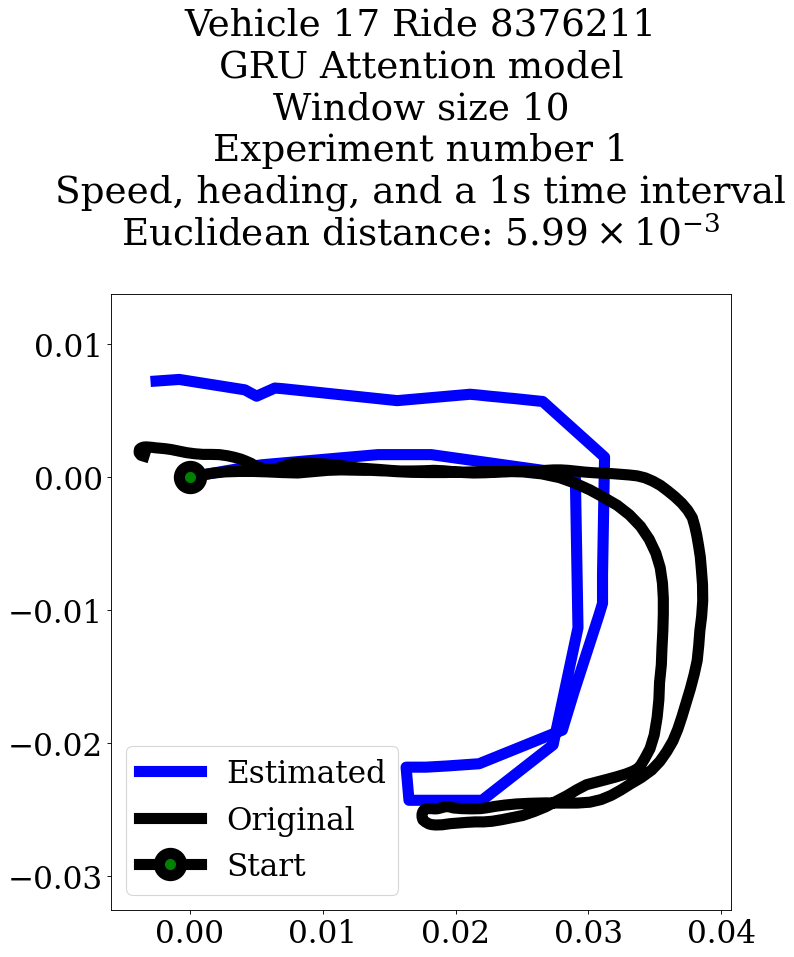 Vehicle 17 Ride 8376211
GRU Attention model
Window size 10
Experiment number 1
Speed, heading, and a 1s time interval
Euclidean distance: 5.99 × 10⁻³
0.01
0.00
−0.01
−0.02
−0.03
Estimated
Original
Start
0.00 0.01 0.02 0.03 0.04